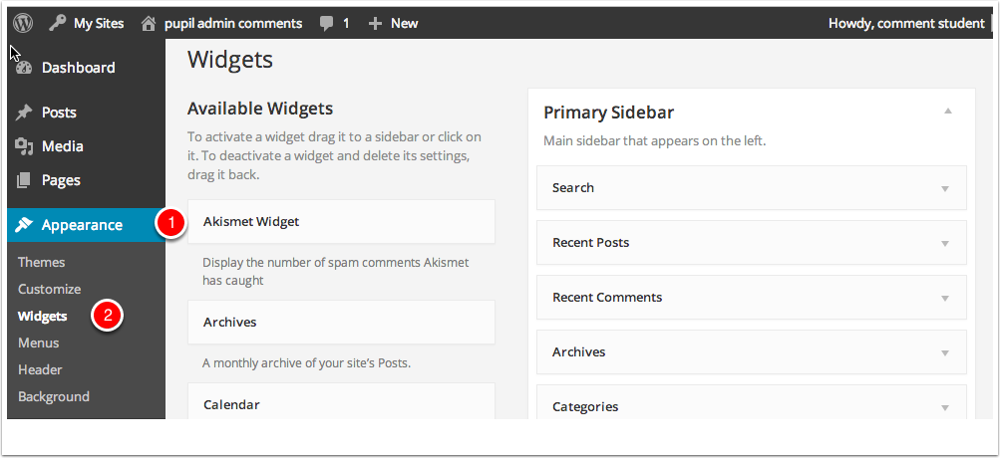 My Sites pupil admin comments 1 New Howdy, comment student
Dashboard
Posts
Media
Pages
Appearance 1
Themes
Customize
Widgets 2
Menus
Header
Background
Widgets
Available Widgets
To activate a widget drag it to a sidebar or click on
it. To deactivate a widget and delete its settings,
drag it back.
Akismet Widget
Display the number of spam comments Akismet
has caught
Archives
A monthly archive of your site's Posts.
Calendar
Primary Sidebar
Main sidebar that appears on the left.
Search
Recent Posts
Recent Comments
Archives
Categories